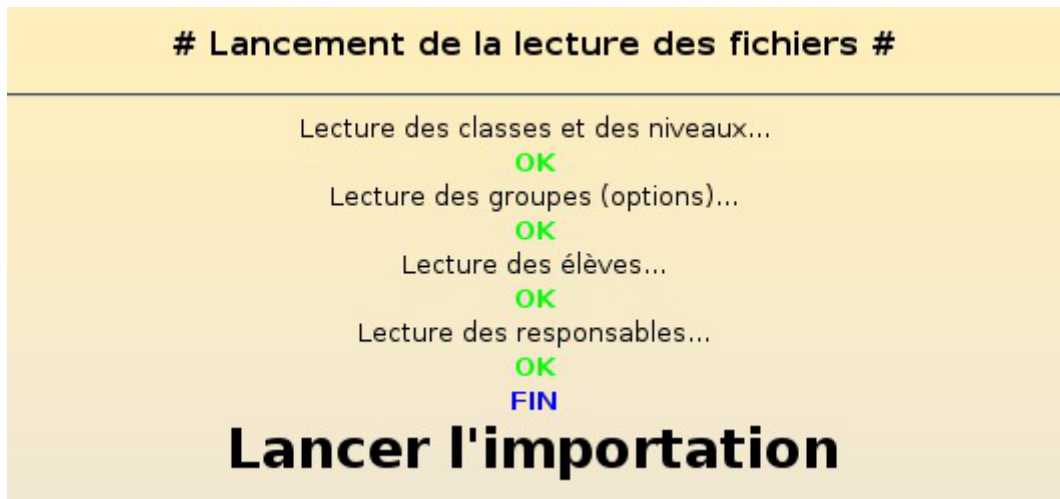 # Lancement de la lecture des fichiers #
Lecture des classes et des niveaux...
OK
Lecture des groupes (options)...
OK
Lecture des élèves...
OK
Lecture des responsables...
OK
FIN
Lancer l'importation